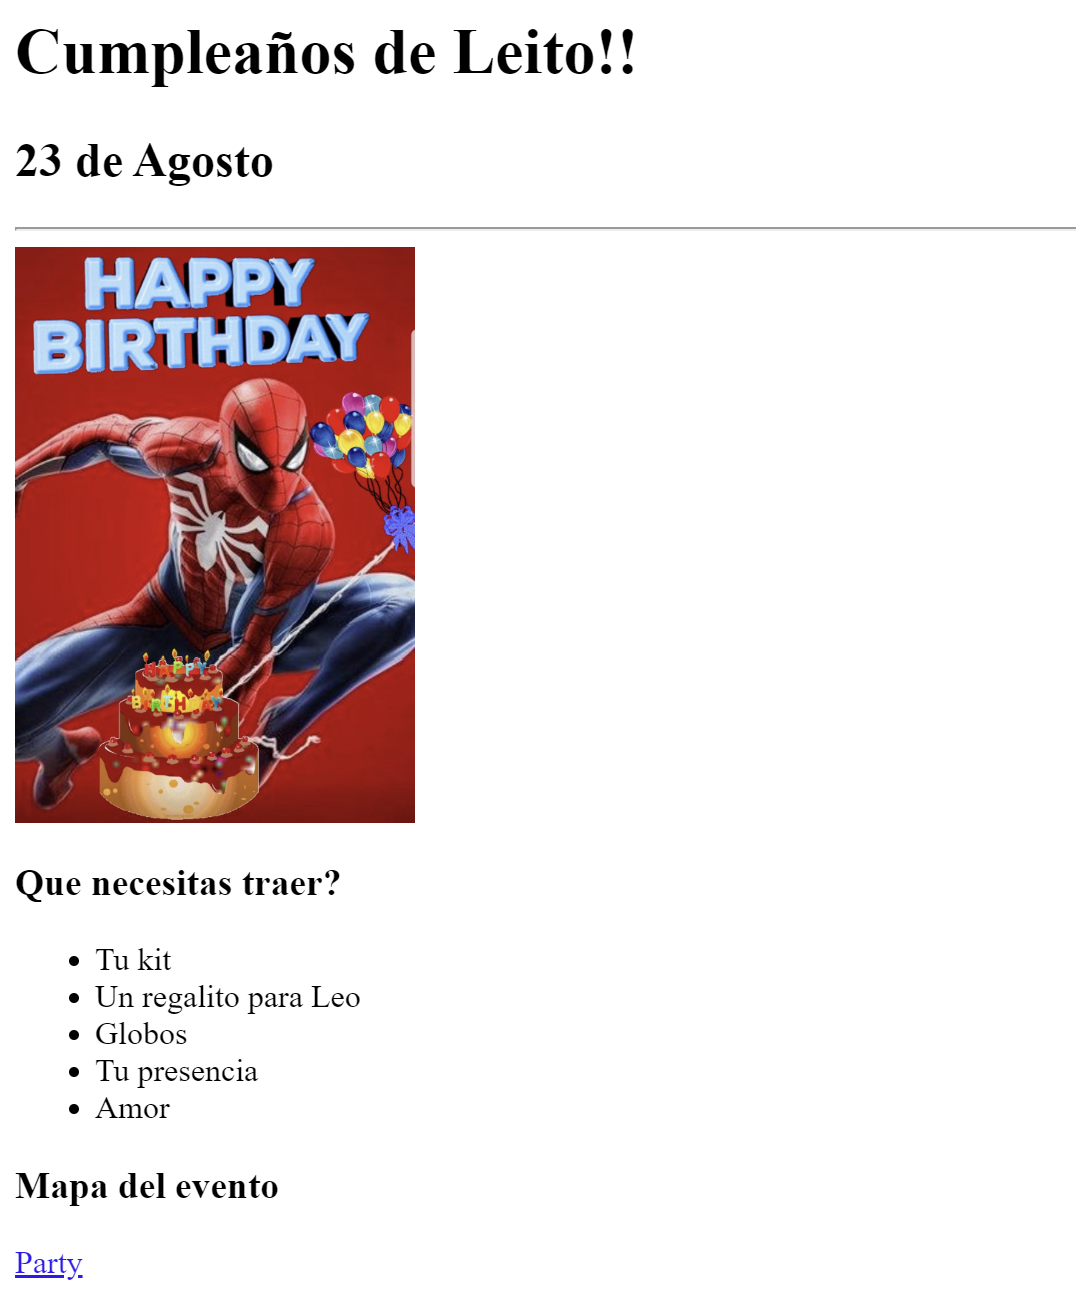 Cumpleaños de Leito!!
23 de Agosto
HAPPY
BIRTHDAY
HAPPY
BIRTHDAY
Que necesitas traer?
Tu kit
Un regalito para Leo
Globos
Tu presencia
Amor
Mapa del evento
Party